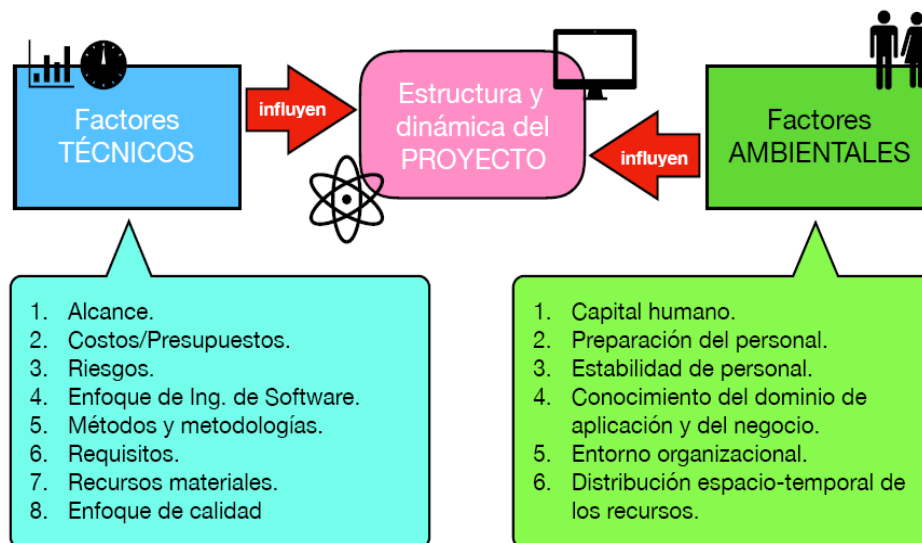 Factores
TÉCNICOS
influyen
Estructura y
dinámica del
PROYECTO
influyen
Factores
AMBIENTALES
1. Alcance.
2. Costos/Presupuestos.
3. Riesgos.
4. Enfoque de Ing. de Software.
5. Métodos y metodologías.
6. Requisitos.
7. Recursos materiales.
8. Enfoque de calidad
1. Capital humano.
2. Preparación del personal.
3. Estabilidad de personal.
4. Conocimiento del dominio de
aplicación y del negocio.
5. Entorno organizacional.
6. Distribución espacio-temporal de
los recursos.